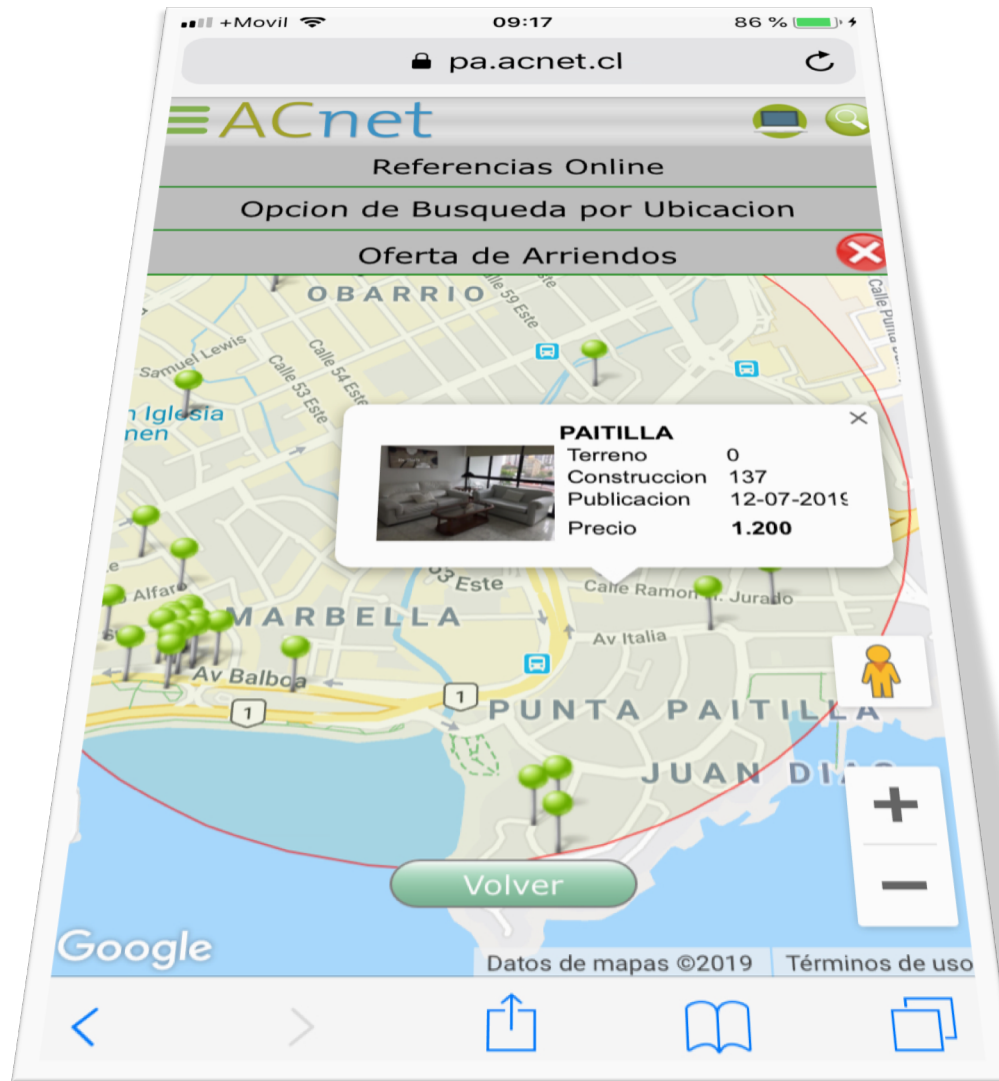 +Movil 09:17 86 %
pa.acnet.cl
ACnet
Referencias Online
Opcion de Busqueda por Ubicacion
Oferta de Arriendos
OBARRIO
Calle 59 Este
Samuel Lewis
Calle 53 Este
Calle 54 Este
Iglesia
men
PAITILLA
Terreno 0
Construccion 137
Publicacion 12-07-2019
Precio 1.200
53 Este
Calle Ramon H. Jurado
Alfaro
MARBELLA
Av Italia
Av Balboa
1
1
PUNTA PAITILLA
JUAN DIAS
+
−
Volver
Google
Datos de mapas ©2019 Términos de uso